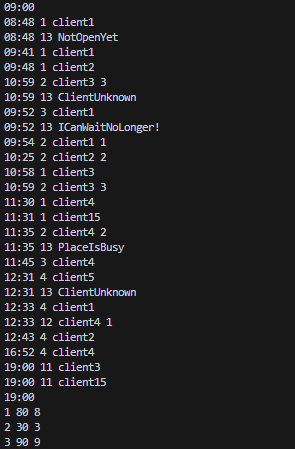 09:00
08:48 1 client1
08:48 13 NotOpenYet
09:41 1 client1
09:48 1 client2
10:59 2 client3 3
10:59 13 ClientUnknown
09:52 3 client1
09:52 13 ICanWaitNoLonger!
09:54 2 client1 1
10:25 2 client2 2
10:58 1 client3
10:59 2 client3 3
11:30 1 client4
11:31 1 client15
11:35 2 client4 2
11:35 13 PlaceIsBusy
11:45 3 client4
12:31 4 client5
12:31 13 ClientUnknown
12:33 4 client1
12:33 12 client4 1
12:43 4 client2
16:52 4 client4
19:00 11 client3
19:00 11 client15
19:00
1 80 8
2 30 3
3 90 9